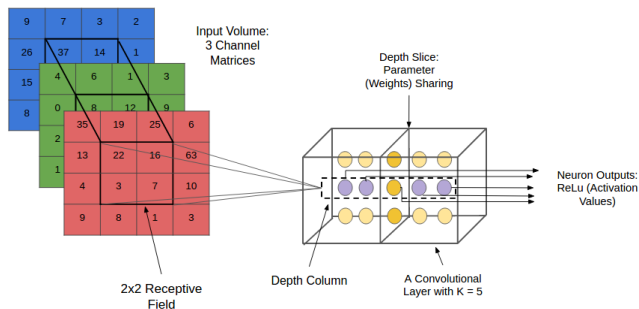 9 7 3 2
26 37 14 1
15
8
4 6 1 3
0 8 12 9
2
1
35 19 25 6
13 22 16 63
4 3 7 10
9 8 1 3
Input Volume:
3 Channel
Matrices
2x2 Receptive
Field
Depth Slice:
Parameter
(Weights) Sharing
Depth Column
A Convolutional
Layer with K = 5
Neuron Outputs:
ReLu (Activation
Values)